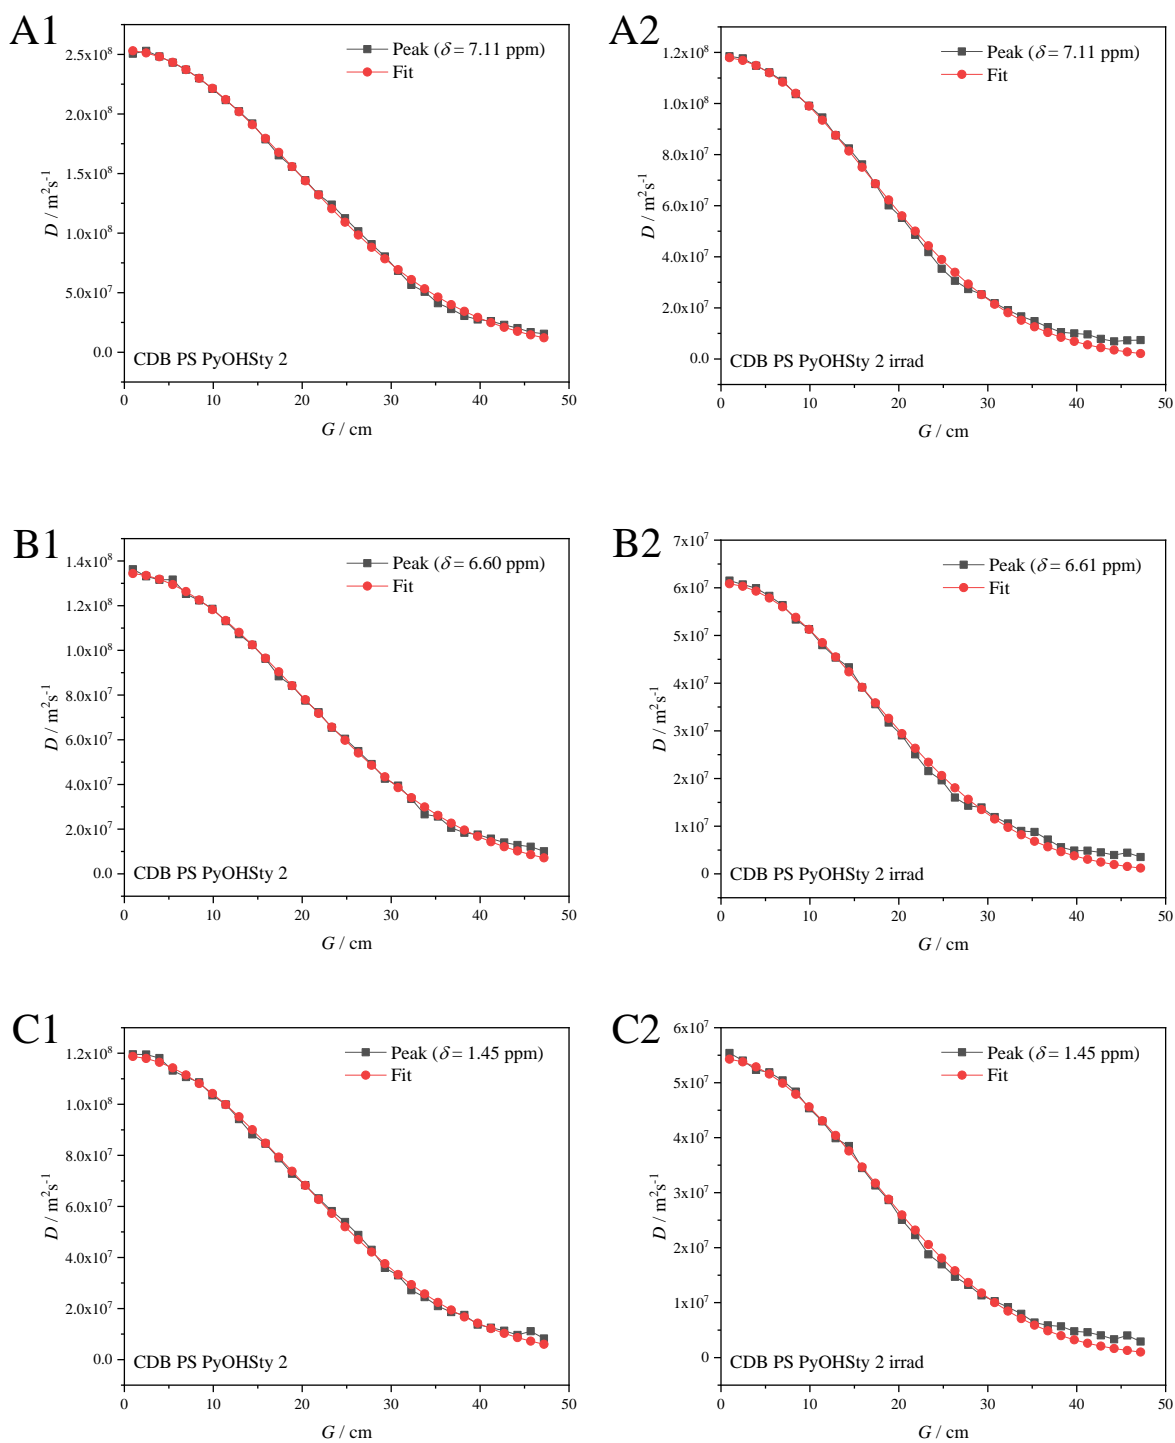 A1
Peak (δ = 7.11 ppm)
Fit
2.5x10⁸
2.0x10⁸
1.5x10⁸
1.0x10⁸
5.0x10⁷
0.0
D / m²s⁻¹
CDB PS PyOHSty 2
0 10 20 30 40 50
G / cm
A2
Peak (δ = 7.11 ppm)
Fit
1.2x10⁸
1.0x10⁸
8.0x10⁷
6.0x10⁷
4.0x10⁷
2.0x10⁷
0.0
D / m²s⁻¹
CDB PS PyOHSty 2 irrad
0 10 20 30 40 50
G / cm
B1
Peak (δ = 6.60 ppm)
Fit
1.4x10⁸
1.2x10⁸
1.0x10⁸
8.0x10⁷
6.0x10⁷
4.0x10⁷
2.0x10⁷
0.0
D / m²s⁻¹
CDB PS PyOHSty 2
0 10 20 30 40 50
G / cm
B2
Peak (δ = 6.61 ppm)
Fit
7x10⁷
6x10⁷
5x10⁷
4x10⁷
3x10⁷
2x10⁷
1x10⁷
0
D / m²s⁻¹
CDB PS PyOHSty 2 irrad
0 10 20 30 40 50
G / cm
C1
Peak (δ = 1.45 ppm)
Fit
1.2x10⁸
1.0x10⁸
8.0x10⁷
6.0x10⁷
4.0x10⁷
2.0x10⁷
0.0
D / m²s⁻¹
CDB PS PyOHSty 2
0 10 20 30 40 50
G / cm
C2
Peak (δ = 1.45 ppm)
Fit
6x10⁷
5x10⁷
4x10⁷
3x10⁷
2x10⁷
1x10⁷
0
D / m²s⁻¹
CDB PS PyOHSty 2 irrad
0 10 20 30 40 50
G / cm